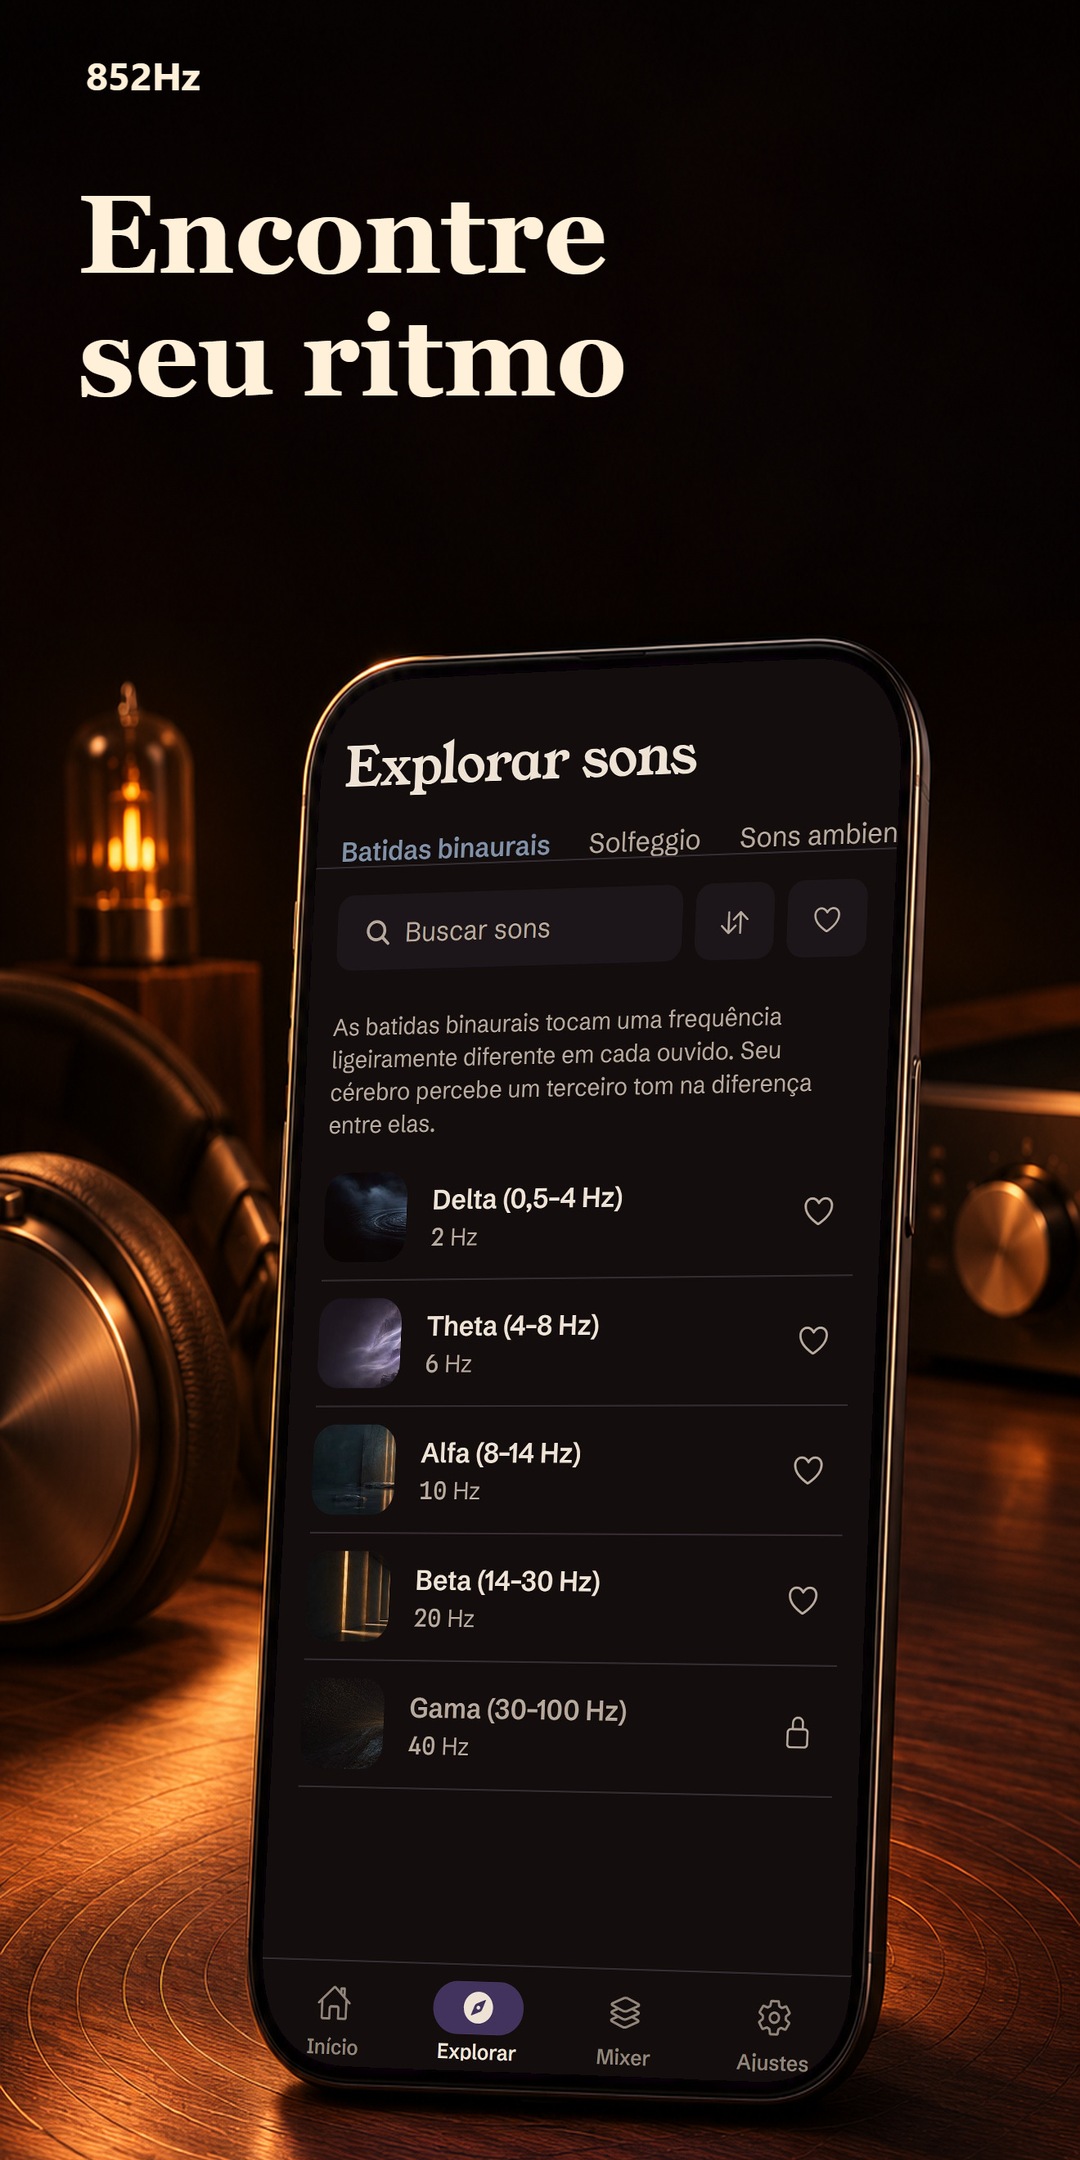 852Hz
Encontre
seu ritmo
Explorar sons
Batidas binaurais
Solfeggio
Sons ambien
Buscar sons
As batidas binaurais tocam uma frequência
ligeiramente diferente em cada ouvido. Seu
cérebro percebe um terceiro tom na diferença
entre elas.
Delta (0,5–4 Hz)
2 Hz
Theta (4–8 Hz)
6 Hz
Alfa (8–14 Hz)
10 Hz
Beta (14–30 Hz)
20 Hz
Gama (30–100 Hz)
40 Hz
Início
Explorar
Mixer
Ajustes